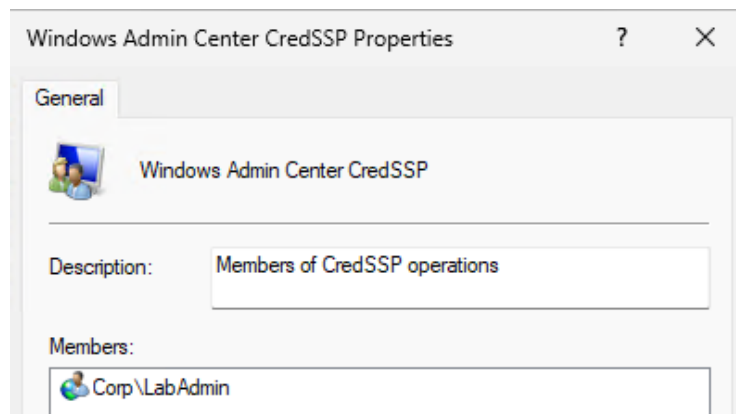 Windows Admin Center CredSSP Properties ?
General
Windows Admin Center CredSSP
Description: Members of CredSSP operations
Members:
Corp\LabAdmin